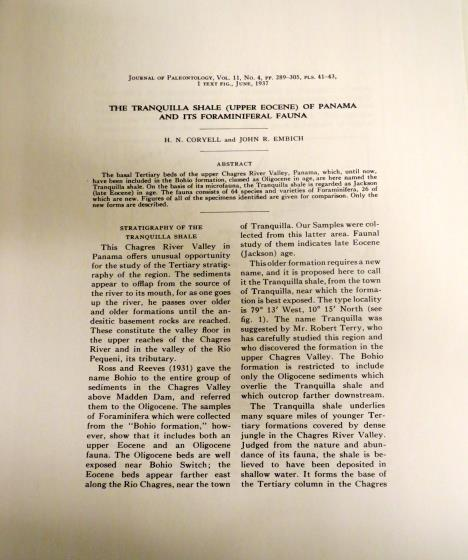 JOURNAL OF PALEONTOLOGY, VOL. 11, NO. 4, PP. 289–305, PLS. 41–43,
1 TEXT FIG., JUNE, 1937
THE TRANQUILLA SHALE (UPPER EOCENE) OF PANAMA
AND ITS FORAMINIFERAL FAUNA
H. N. CORYELL AND JOHN R. EMBICH
ABSTRACT
The basal Tertiary beds of the upper Chagres River Valley, Panama, which, until now,
have been included in the Bohio formation, classed as Oligocene in age, are here named the
Tranquilla shale. On the basis of its microfauna, the Tranquilla shale is regarded as Jackson
(late Eocene) in age. The fauna consists of 64 species and varieties of Foraminifera, 26 of
which are new. Figures of all of the specimens identified are given for comparison. Only the
new forms are described.
STRATIGRAPHY OF THE
TRANQUILLA SHALE
This Chagres River Valley in
Panama offers unusual opportunity
for the study of the Tertiary stratig-
raphy of the region. The sediments
appear to offlap from the source of
the river to its mouth, for as one goes
up the river, he passes over older
and older formations until the an-
desitic basement rocks are reached.
These constitute the valley floor in
the upper reaches of the Chagres
River and in the valley of the Rio
Pequeni, its tributary.
Ross and Reeves (1931) gave the
name Bohio to the entire group of
sediments in the Chagres Valley
above Madden Dam, and referred
them to the Oligocene. The samples
of Foraminifera which were collected
from the "Bohio formation," how-
ever, show that it includes both an
upper Eocene and an Oligocene
fauna. The Oligocene beds are well
exposed near Bohio Switch; the
Eocene beds appear farther east
along the Rio Chagres, near the town
of Tranquilla. Our Samples were col-
lected from this latter area. Faunal
study of them indicates late Eocene
(Jackson) age.
This older formation requires a new
name, and it is proposed here to call
it the Tranquilla shale, from the town
of Tranquilla, near which the forma-
tion is best exposed. The type locality
is 79° 13' West, 10° 15' North (see
fig. 1). The name Tranquilla was
suggested by Mr. Robert Terry, who
has carefully studied this region and
who discovered the formation in the
upper Chagres Valley. The Bohio
formation is restricted to include
only the Oligocene sediments which
overlie the Tranquilla shale and
which outcrop farther downstream.
The Tranquilla shale underlies
many square miles of younger Ter-
tiary formations covered by dense
jungle in the Chagres River Valley.
Judged from the nature and abun-
dance of its fauna, the shale is be-
lieved to have been deposited in
shallow water. It forms the base of
the Tertiary column in the Chagres